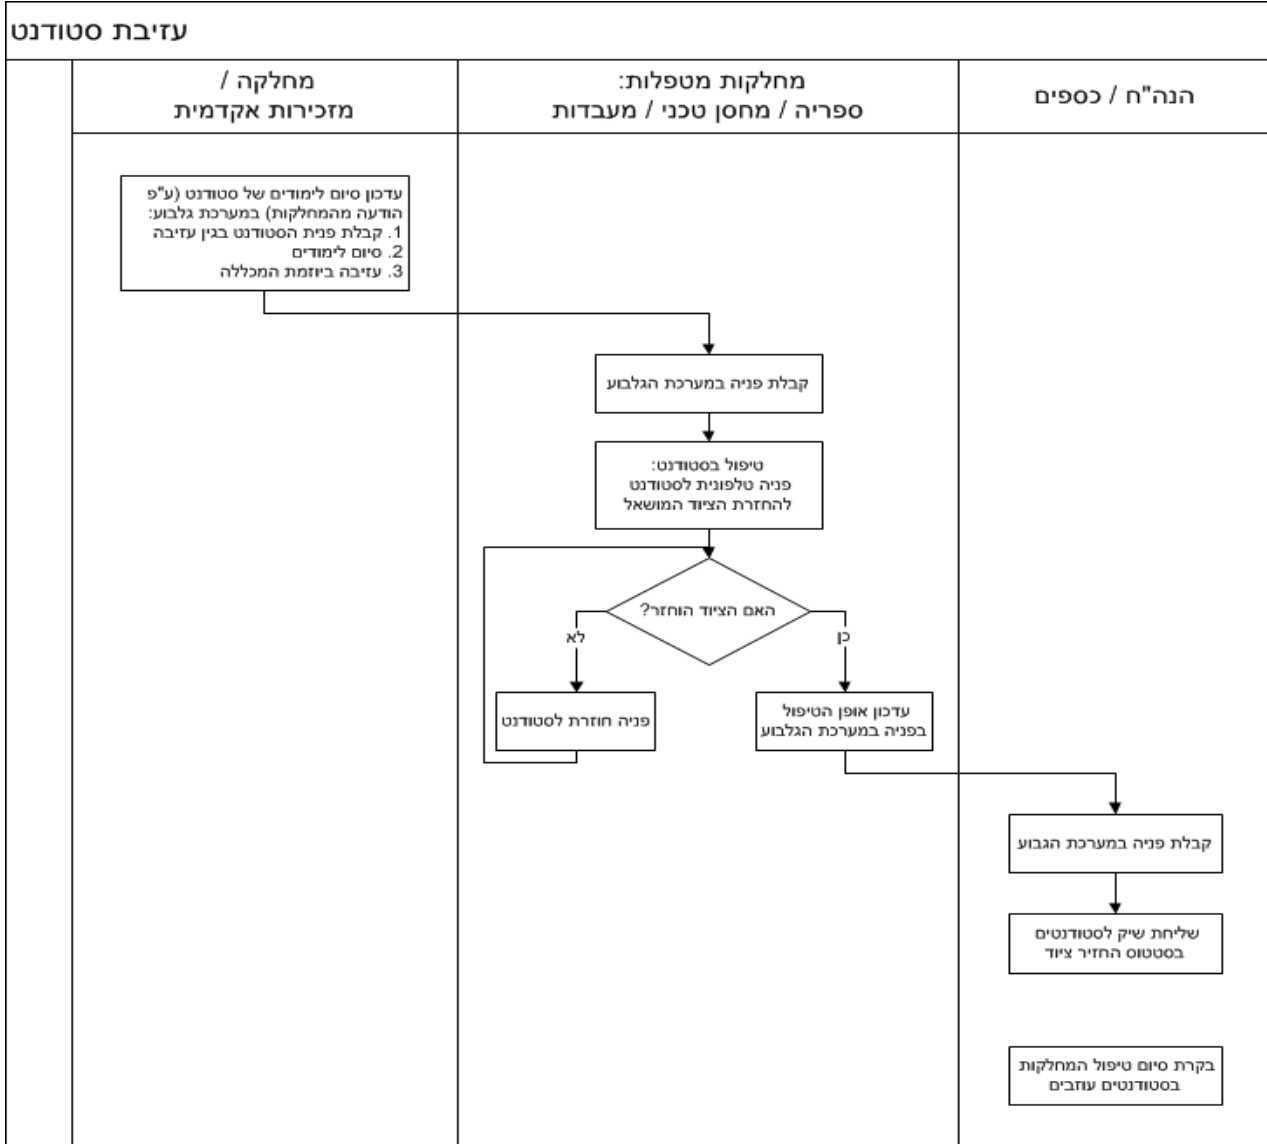 עזיבת סטודנט
מחלקה /
מזכירות אקדמית
מחלקות מטפלות:
ספריה / מחסן טכני / מעבדות
הנה"ח / כספים
עדכון סיום לימודים של סטודנט (ע"פ
הודעה מהמחלקות) במערכת גלבוע:
1. קבלת פנית הסטודנט בגין עזיבה
2. סיום לימודים
3. עזיבה ביוזמת המכללה
קבלת פניה במערכת הגלבוע
טיפול בסטודנט:
פניה טלפונית לסטודנט
להחזרת הציוד המושאל
האם הציוד הוחזר?
לא
כן
פניה חוזרת לסטודנט
עדכון אופן הטיפול
בפניה במערכת הגלבוע
קבלת פניה במערכת הגבוע
שליחת שיק לסטודנטים
בסטטוס החזיר ציוד
בקרת סיום טיפול המחלקות
בסטודנטים עוזבים